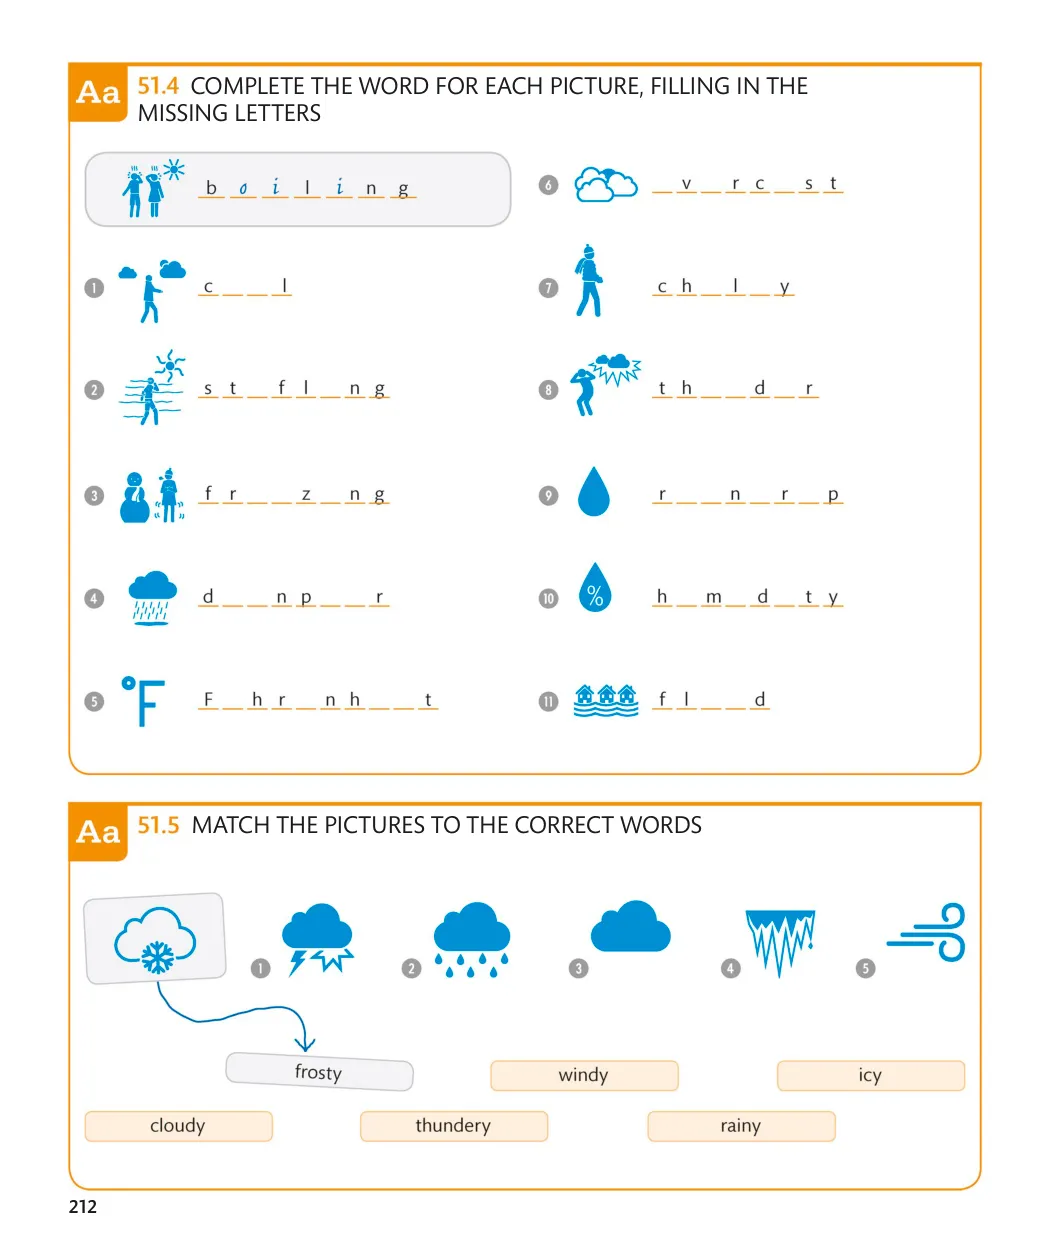 Aa 51.4 COMPLETE THE WORD FOR EACH PICTURE, FILLING IN THE
MISSING LETTERS
b o i l i n g
1 c _ _ l
2 s t _ f l _ n g
3 f r _ _ z _ n g
4 d _ _ n p _ _ r
5 °F F _ h r _ n h _ _ t
6 _ v _ r c _ s t
7 c h _ l _ y
8 t h _ _ d _ r
9 r _ _ n _ r _ p
10 % h _ m _ d _ t y
11 f l _ _ d
Aa 51.5 MATCH THE PICTURES TO THE CORRECT WORDS
1 2 3 4 5
frosty windy icy
cloudy thundery rainy
212